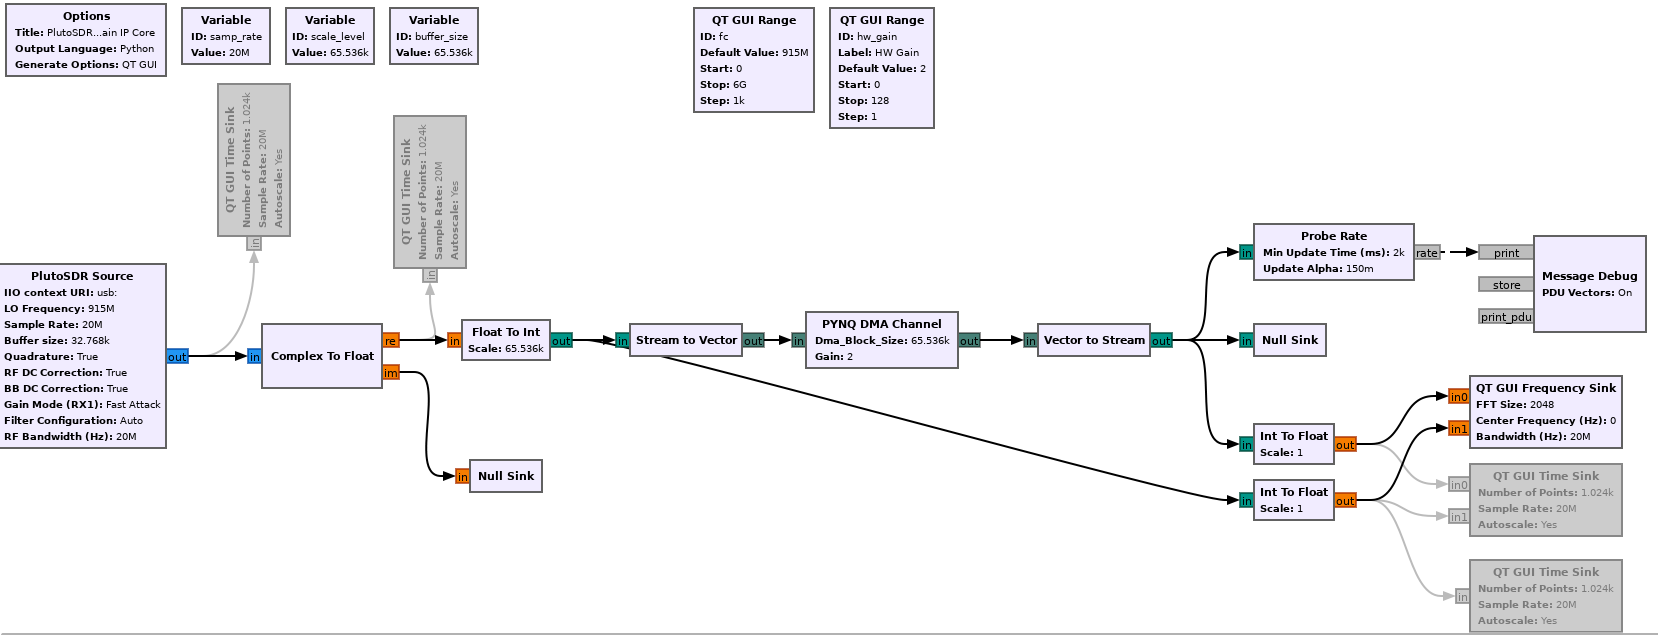 Options
Title: PlutoSDR...ain IP Core
Output Language: Python
Generate Options: QT GUI
Variable
ID: samp_rate
Value: 20M
Variable
ID: scale_level
Value: 65.536k
Variable
ID: buffer_size
Value: 65.536k
QT GUI Range
ID: fc
Default Value: 915M
Start: 0
Stop: 6G
Step: 1k
QT GUI Range
ID: hw_gain
Label: HW Gain
Default Value: 2
Start: 0
Stop: 128
Step: 1
QT GUI Time Sink
Number of Points: 1.024k
Sample Rate: 20M
Autoscale: Yes
in
QT GUI Time Sink
Number of Points: 1.024k
Sample Rate: 20M
Autoscale: Yes
in
PlutoSDR Source
IIO context URI: usb:
LO Frequency: 915M
Sample Rate: 20M
Buffer size: 32.768k
Quadrature: True
RF DC Correction: True
BB DC Correction: True
Gain Mode (RX1): Fast Attack
Filter Configuration: Auto
RF Bandwidth (Hz): 20M
out
in
Complex To Float
re
im
in
Float To Int
Scale: 65.536k
out
in
Null Sink
in
Stream to Vector
out
in
PYNQ DMA Channel
Dma_Block_Size: 65.536k
Gain: 2
out
in
Vector to Stream
out
in
Probe Rate
Min Update Time (ms): 2k
Update Alpha: 150m
rate
print
store
print_pdu
Message Debug
PDU Vectors: On
in
Null Sink
in
Int To Float
Scale: 1
out
in
Int To Float
Scale: 1
out
in0
in1
QT GUI Frequency Sink
FFT Size: 2048
Center Frequency (Hz): 0
Bandwidth (Hz): 20M
in0
in1
QT GUI Time Sink
Number of Points: 1.024k
Sample Rate: 20M
Autoscale: Yes
in
QT GUI Time Sink
Number of Points: 1.024k
Sample Rate: 20M
Autoscale: Yes